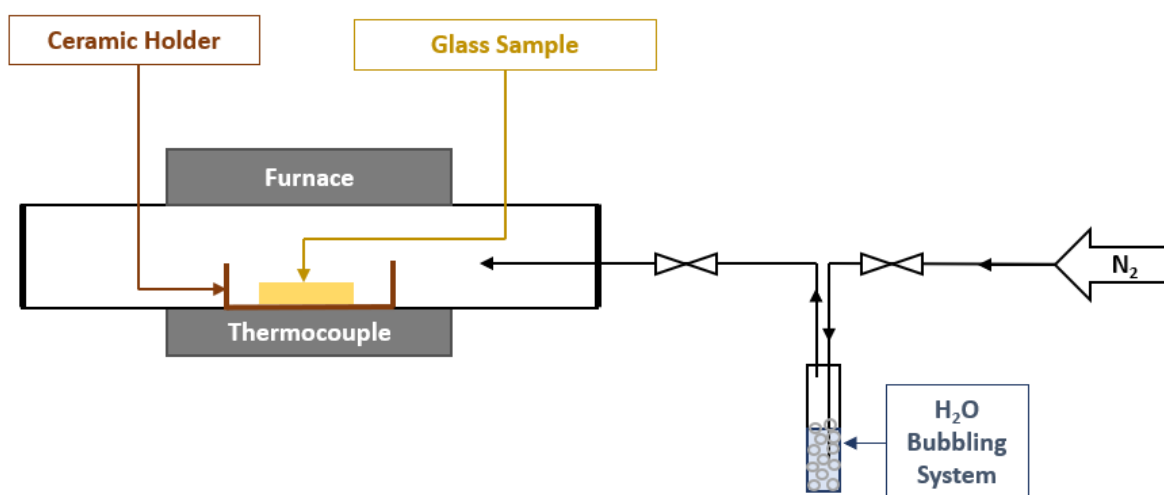 Ceramic Holder
Glass Sample
Furnace
Thermocouple
N₂
H₂O
Bubbling
System